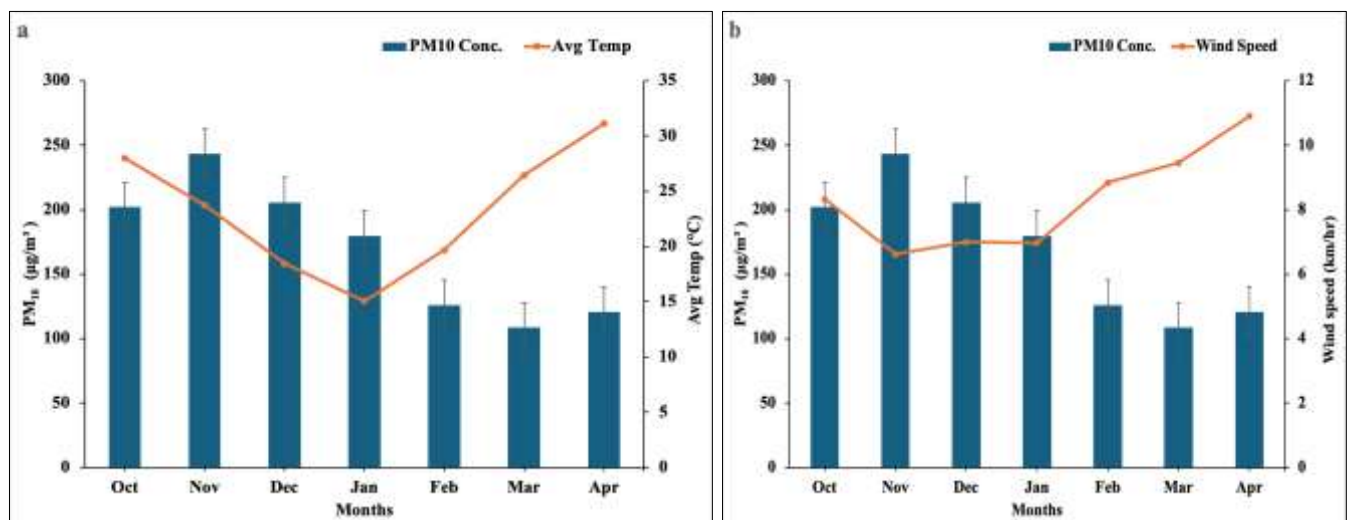 a
PM10 Conc. Avg Temp
300
250
200
150
100
50
0
PM₁₀ (µg/m³)
35
30
25
20
15
10
5
0
Avg Temp (°C)
Oct Nov Dec Jan Feb Mar Apr
Months
b
PM10 Conc. Wind Speed
300
250
200
150
100
50
0
PM₁₀ (µg/m³)
12
10
8
6
4
2
0
Wind speed (km/hr)
Oct Nov Dec Jan Feb Mar Apr
Months